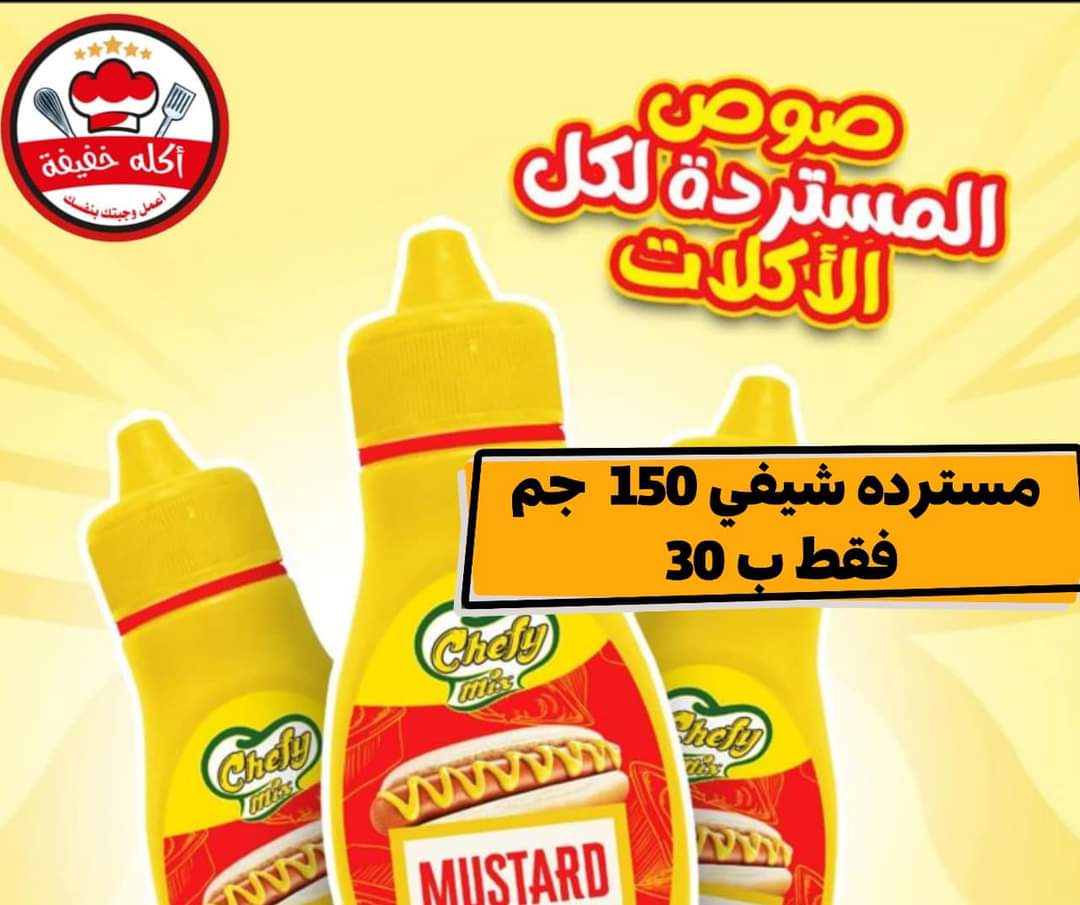 أكله خفيفة
أعمل وجبتك بنفسك
صوص
المستردة لكل
الأكلات
مسترده شيفي 150 جم
فقط ب 30
Chefy
mix
Chefy
mix
Chefy
Mix
MUSTARD